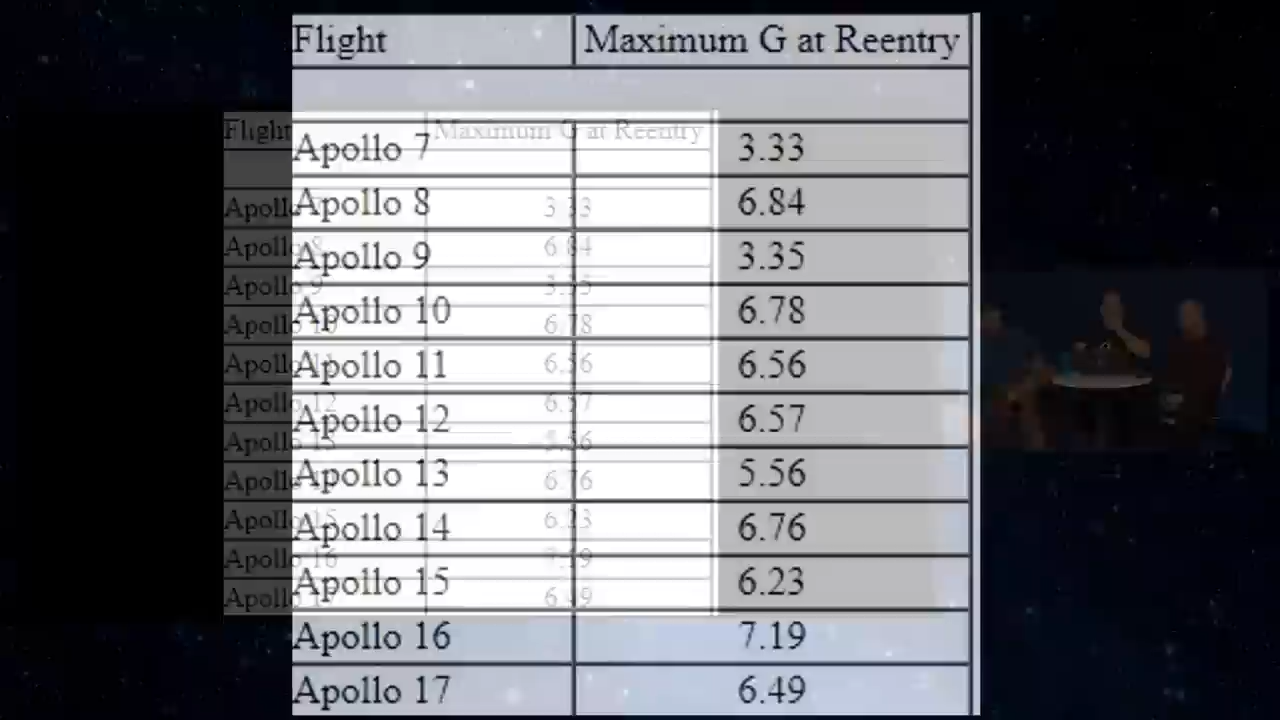 Flight Maximum G at Reentry
Apollo 7 3.33
Apollo 8 6.84
Apollo 9 3.35
Apollo 10 6.78
Apollo 11 6.56
Apollo 12 6.57
Apollo 13 5.56
Apollo 14 6.76
Apollo 15 6.23
Apollo 16 7.19
Apollo 17 6.49